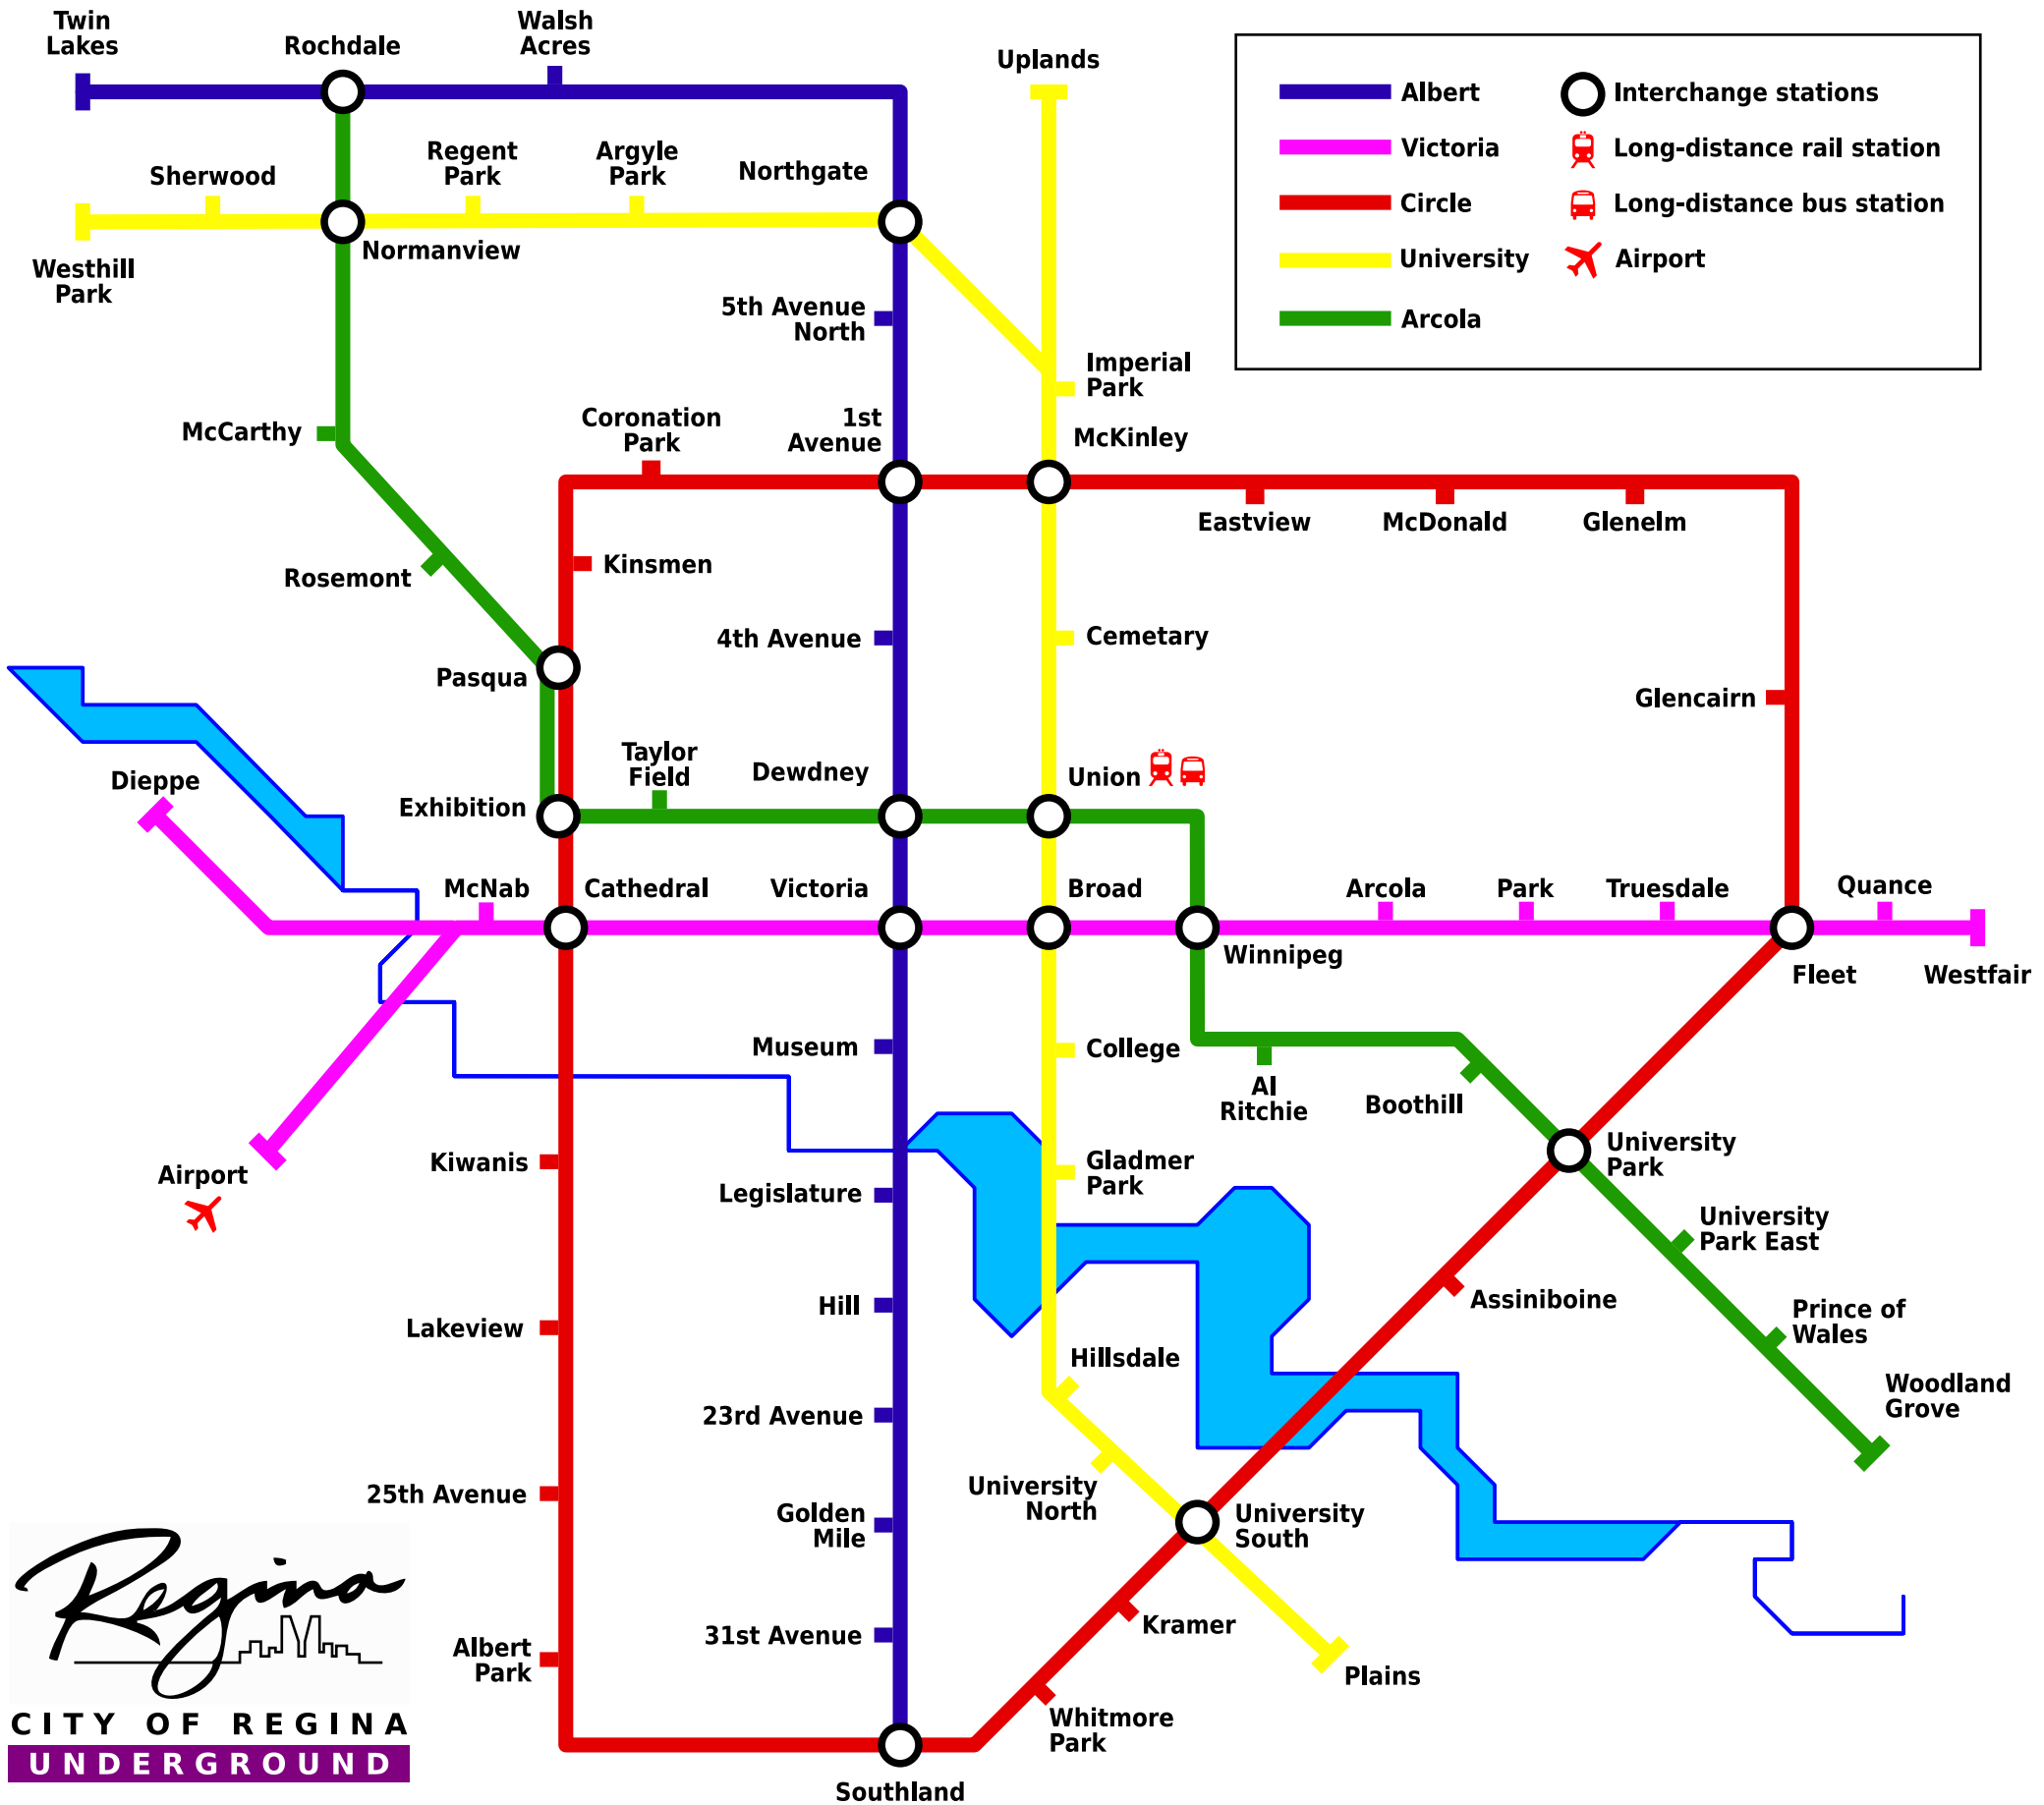 Twin
Lakes
Rochdale
Walsh
Acres
Uplands
Albert
Interchange stations
Victoria
Long-distance rail station
Circle
Long-distance bus station
University
Airport
Arcola
Sherwood
Regent
Park
Argyle
Park
Northgate
Westhill
Park
Normanview
5th Avenue
North
Imperial
Park
McCarthy
Coronation
Park
1st
Avenue
McKinley
Eastview
McDonald
Glenelm
Rosemont
Kinsmen
4th Avenue
Cemetary
Pasqua
Glencairn
Dieppe
Exhibition
Taylor
Field
Dewdney
Union
McNab
Cathedral
Victoria
Broad
Winnipeg
Arcola
Park
Truesdale
Quance
Fleet
Westfair
Museum
College
Al
Ritchie
Boothill
Airport
Kiwanis
Legislature
Gladmer
Park
University
Park
University
Park East
Lakeview
Hill
Hillsdale
Assiniboine
Prince of
Wales
Woodland
Grove
23rd Avenue
25th Avenue
Golden
Mile
University
North
University
South
Albert
Park
31st Avenue
Kramer
Plains
Whitmore
Park
Southland
Regina
CITY OF REGINA
UNDERGROUND